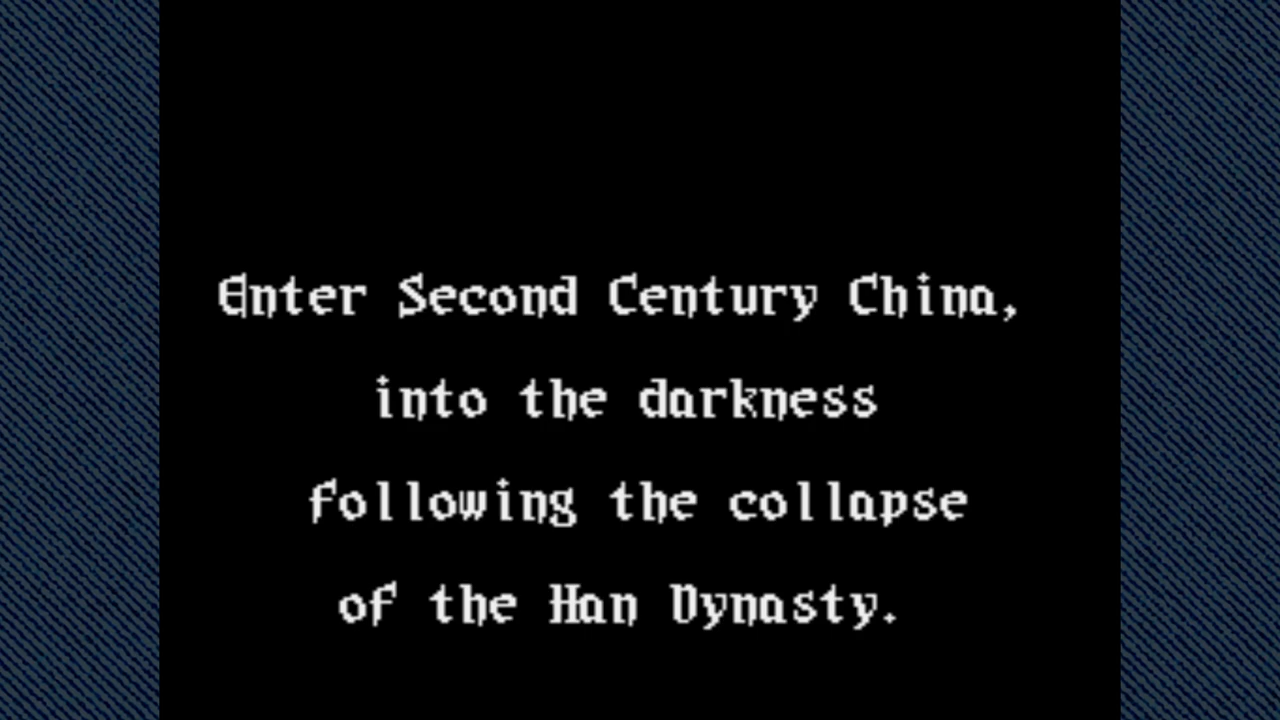 Enter Second Century China,
into the darkness
following the collapse
of the Han Dynasty.